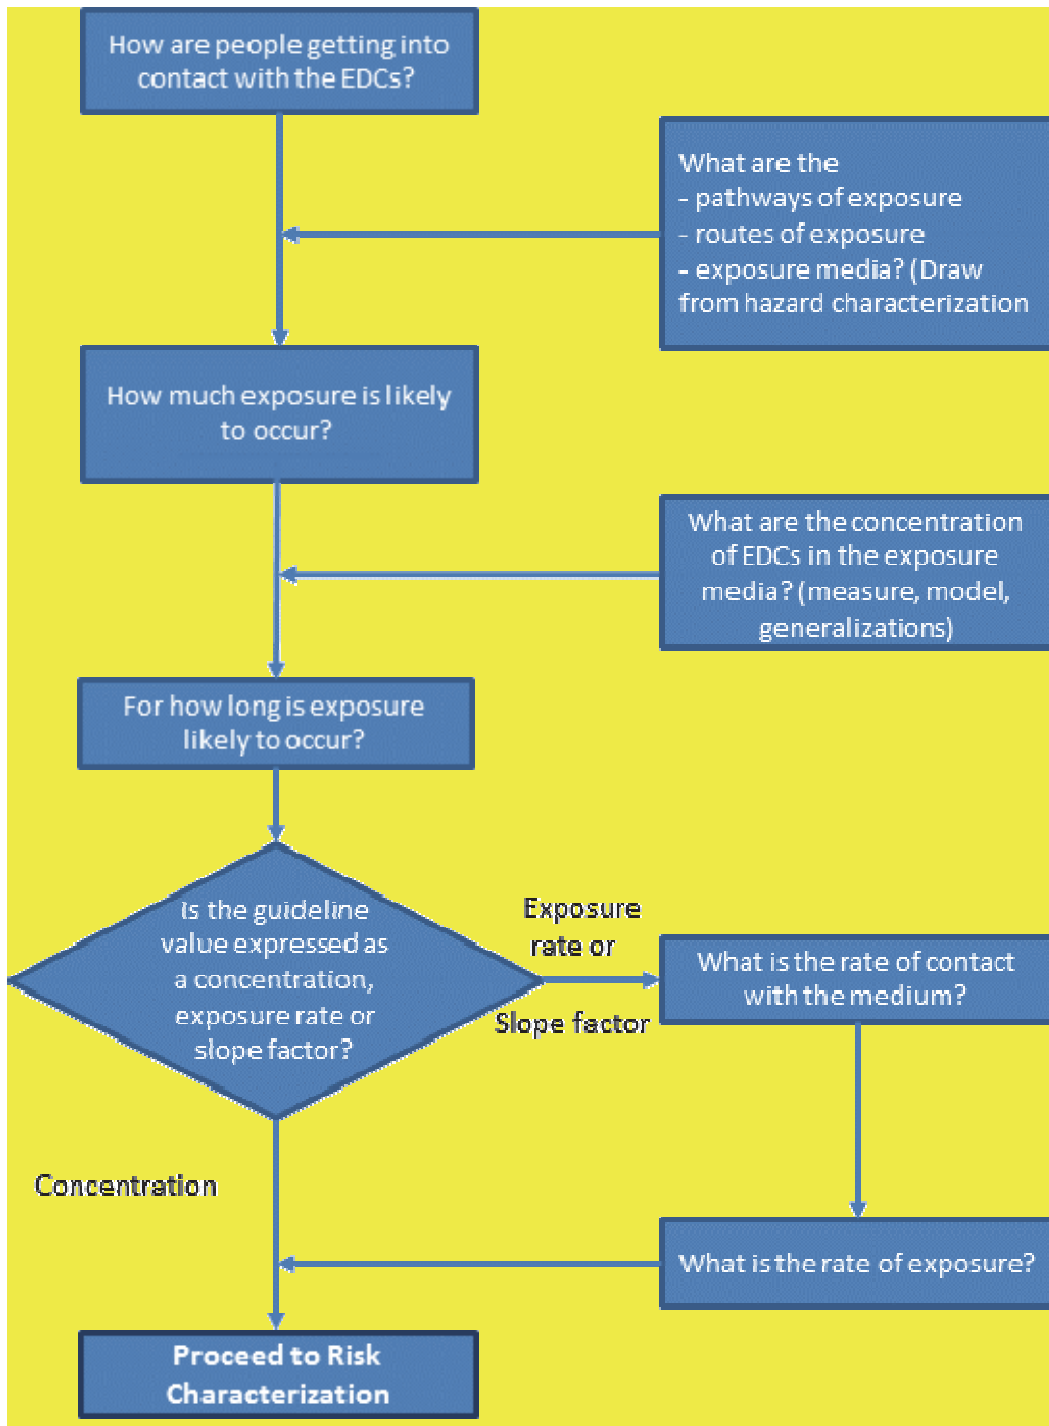 How are people getting into
contact with the EDCs?
What are the
- pathways of exposure
- routes of exposure
- exposure media? (Draw
from hazard characterization
How much exposure is likely
to occur?
What are the concentration
of EDCs in the exposure
media? (measure, model,
generalizations)
For how long is exposure
likely to occur?
Is the guideline
value expressed as
a concentration,
exposure rate or
slope factor?
Exposure
rate or
Slope factor
What is the rate of contact
with the medium?
Concentration
What is the rate of exposure?
Proceed to Risk
Characterization